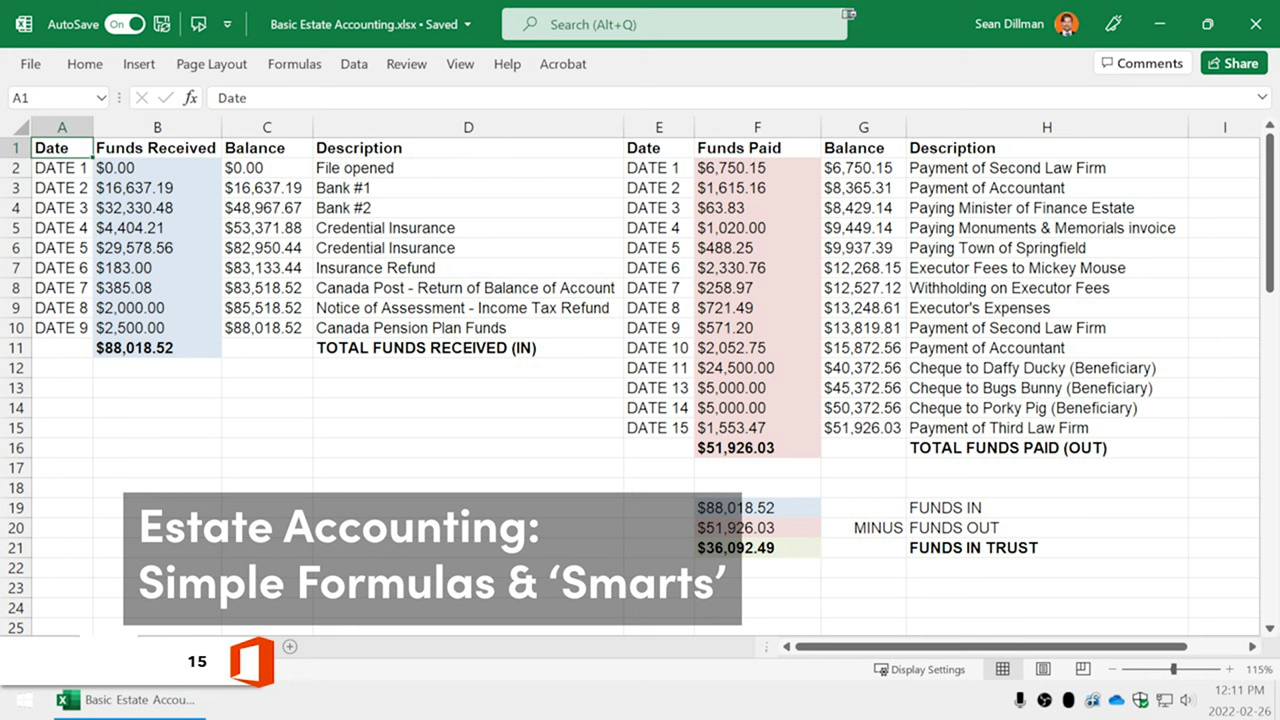 AutoSave On Basic Estate Accounting.xlsx • Saved Search (Alt+Q) Sean Dillman
File Home Insert Page Layout Formulas Data Review View Help Acrobat Comments Share
A1 fx Date
A B C D E F G H I
1 Date Funds Received Balance Description Date Funds Paid Balance Description
2 DATE 1 $0.00 $0.00 File opened DATE 1 $6,750.15 $6,750.15 Payment of Second Law Firm
3 DATE 2 $16,637.19 $16,637.19 Bank #1 DATE 2 $1,615.16 $8,365.31 Payment of Accountant
4 DATE 3 $32,330.48 $48,967.67 Bank #2 DATE 3 $63.83 $8,429.14 Paying Minister of Finance Estate
5 DATE 4 $4,404.21 $53,371.88 Credential Insurance DATE 4 $1,020.00 $9,449.14 Paying Monuments & Memorials invoice
6 DATE 5 $29,578.56 $82,950.44 Credential Insurance DATE 5 $488.25 $9,937.39 Paying Town of Springfield
7 DATE 6 $183.00 $83,133.44 Insurance Refund DATE 6 $2,330.76 $12,268.15 Executor Fees to Mickey Mouse
8 DATE 7 $385.08 $83,518.52 Canada Post - Return of Balance of Account DATE 7 $258.97 $12,527.12 Withholding on Executor Fees
9 DATE 8 $2,000.00 $85,518.52 Notice of Assessment - Income Tax Refund DATE 8 $721.49 $13,248.61 Executor's Expenses
10 DATE 9 $2,500.00 $88,018.52 Canada Pension Plan Funds DATE 9 $571.20 $13,819.81 Payment of Second Law Firm
11 $88,018.52 TOTAL FUNDS RECEIVED (IN) DATE 10 $2,052.75 $15,872.56 Payment of Accountant
12 DATE 11 $24,500.00 $40,372.56 Cheque to Daffy Ducky (Beneficiary)
13 DATE 13 $5,000.00 $45,372.56 Cheque to Bugs Bunny (Beneficiary)
14 DATE 14 $5,000.00 $50,372.56 Cheque to Porky Pig (Beneficiary)
15 DATE 15 $1,553.47 $51,926.03 Payment of Third Law Firm
16 $51,926.03 TOTAL FUNDS PAID (OUT)
17
18
19 $88,018.52 FUNDS IN
20 $51,926.03 MINUS FUNDS OUT
21 $36,092.49 FUNDS IN TRUST
22
23
24
25
Estate Accounting:
Simple Formulas & ‘Smarts’
15
Display Settings 115%
Basic Estate Accou... 12:11 PM
2022-02-26